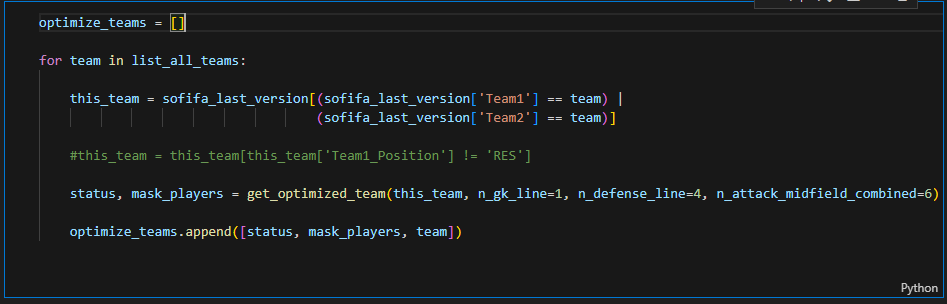 optimize_teams = []
for team in list_all_teams:
this_team = sofifa_last_version[(sofifa_last_version['Team1'] == team) |
(sofifa_last_version['Team2'] == team)]
#this_team = this_team[this_team['Team1_Position'] != 'RES']
status, mask_players = get_optimized_team(this_team, n_gk_line=1, n_defense_line=4, n_attack_midfield_combined=6)
optimize_teams.append([status, mask_players, team])
Python